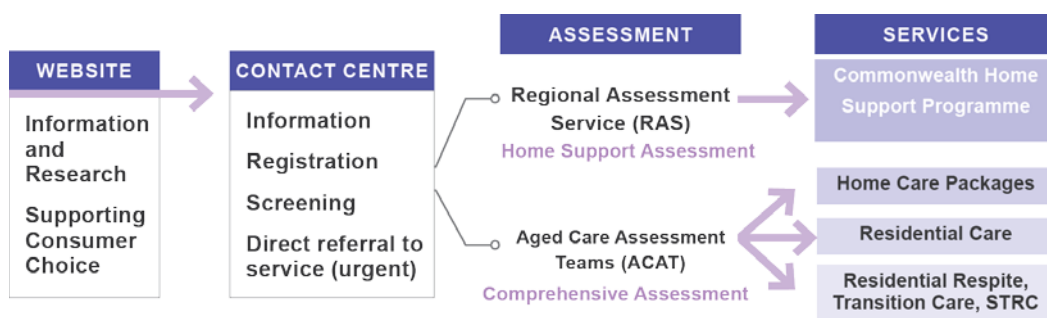 WEBSITE
Information
and
Research
Supporting
Consumer
Choice
CONTACT CENTRE
Information
Registration
Screening
Direct referral to
service (urgent)
ASSESSMENT
Regional Assessment
Service (RAS)
Home Support Assessment
Aged Care Assessment
Teams (ACAT)
Comprehensive Assessment
SERVICES
Commonwealth Home
Support Programme
Home Care Packages
Residential Care
Residential Respite,
Transition Care, STRC